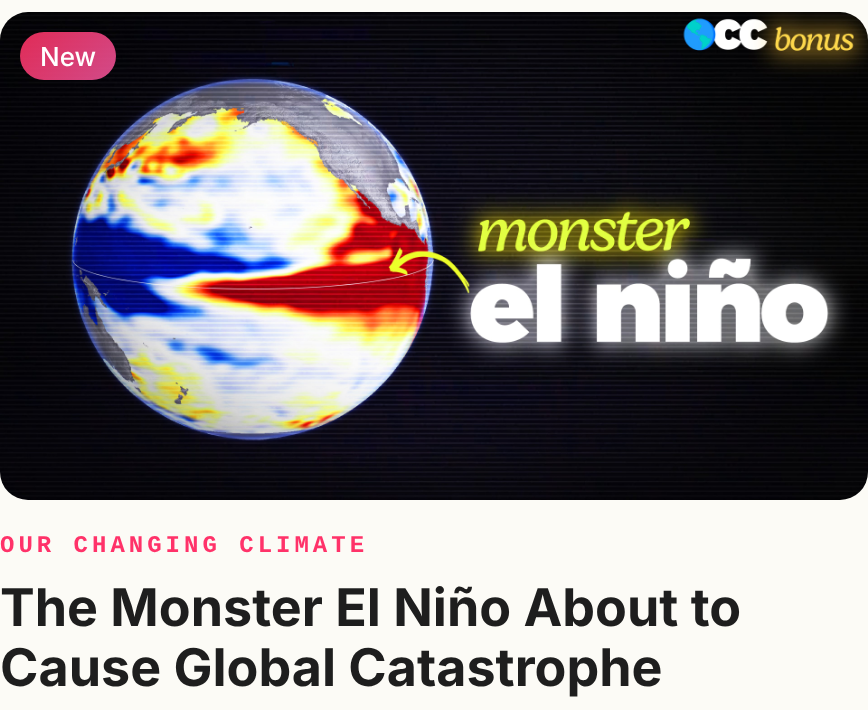 New
CC bonus
monster
el niño
OUR CHANGING CLIMATE
The Monster El Niño About to
Cause Global Catastrophe